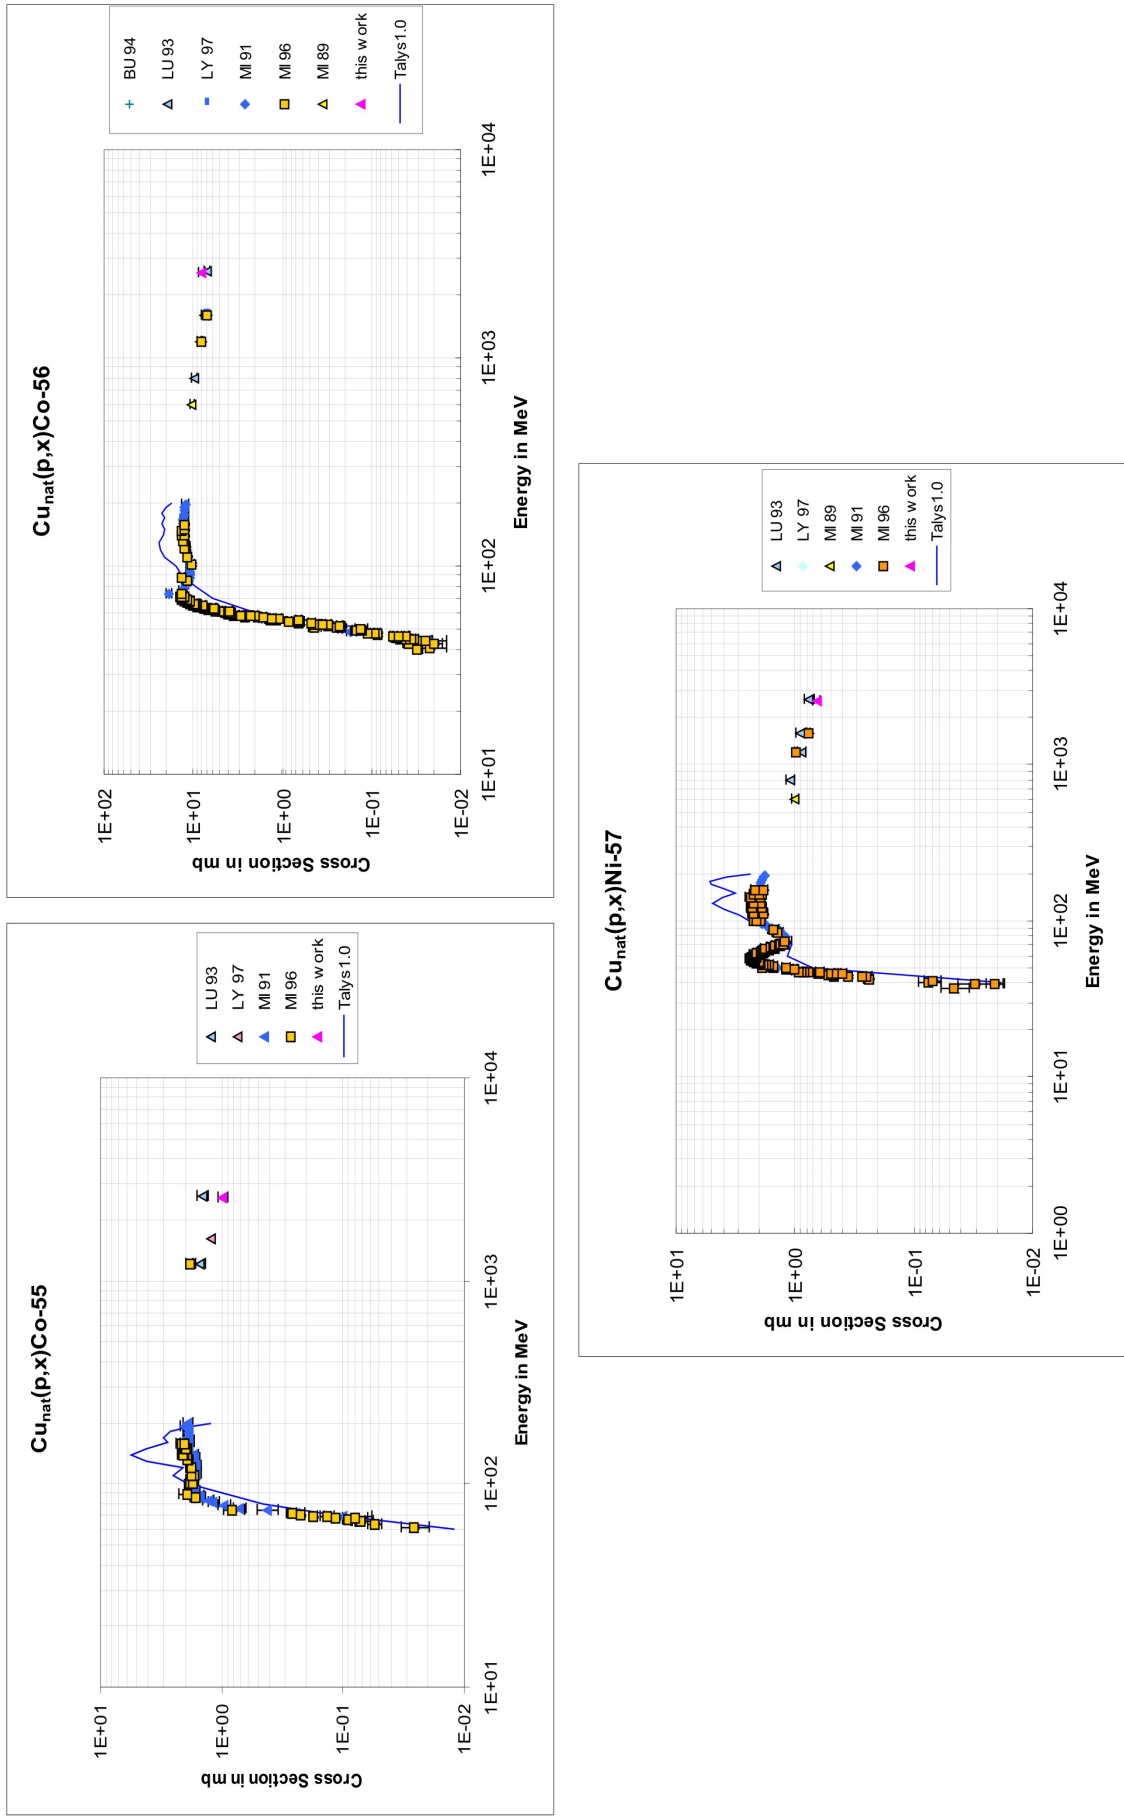 Cu nat(p,x)Co-55
1E+01
1E+00
1E-01
1E-02
1E+01
1E+02
1E+03
1E+04
Cross Section in mb
Energy in MeV
LU 93
LY 97
MI 91
MI 96
this work
Talys1.0
Cu nat(p,x)Co-56
1E+02
1E+01
1E+00
1E-01
1E-02
1E+01
1E+02
1E+03
1E+04
Cross Section in mb
Energy in MeV
BU 94
LU 93
LY 97
MI 91
MI 96
MI 89
this work
Talys1.0
Cu nat(p,x)Ni-57
1E+01
1E+00
1E-01
1E-02
1E+00
1E+01
1E+02
1E+03
1E+04
Cross Section in mb
Energy in MeV
LU 93
LY 97
MI 89
MI 91
MI 96
this work
Talys1.0